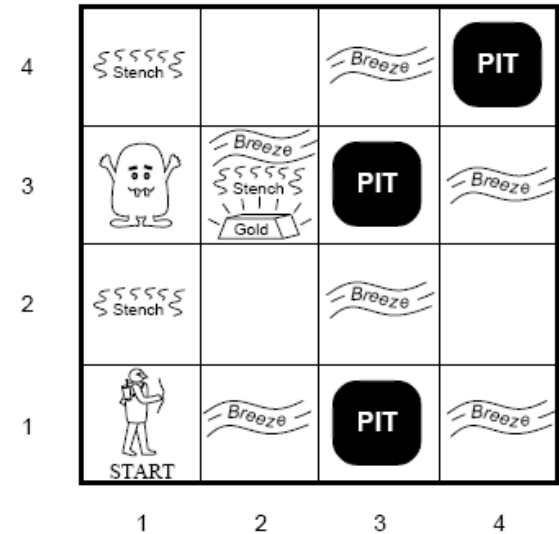 4
Stench
Breeze
PIT
3
Breeze
Stench
Gold
PIT
Breeze
2
Stench
Breeze
1
START
Breeze
PIT
Breeze
1 2 3 4